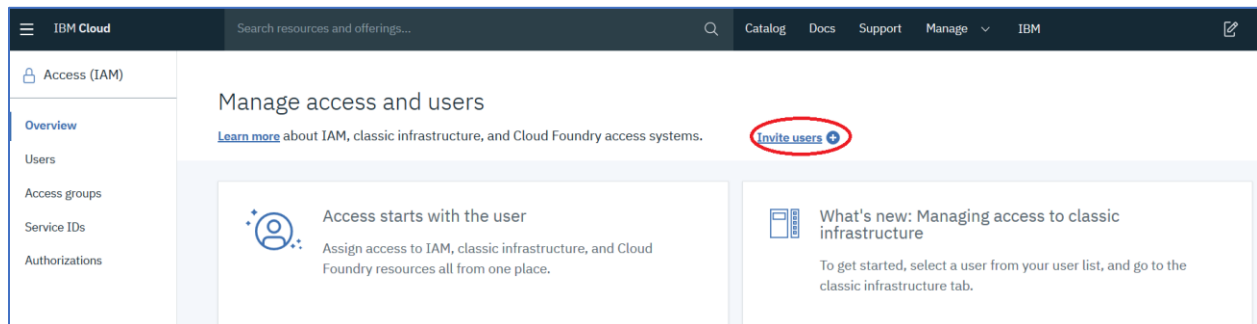 IBM Cloud
Search resources and offerings...
Catalog Docs Support Manage IBM
Access (IAM)
Overview
Users
Access groups
Service IDs
Authorizations
Manage access and users
Learn more about IAM, classic infrastructure, and Cloud Foundry access systems.
Invite users
Access starts with the user
Assign access to IAM, classic infrastructure, and Cloud
Foundry resources all from one place.
What's new: Managing access to classic
infrastructure
To get started, select a user from your user list, and go to the
classic infrastructure tab.